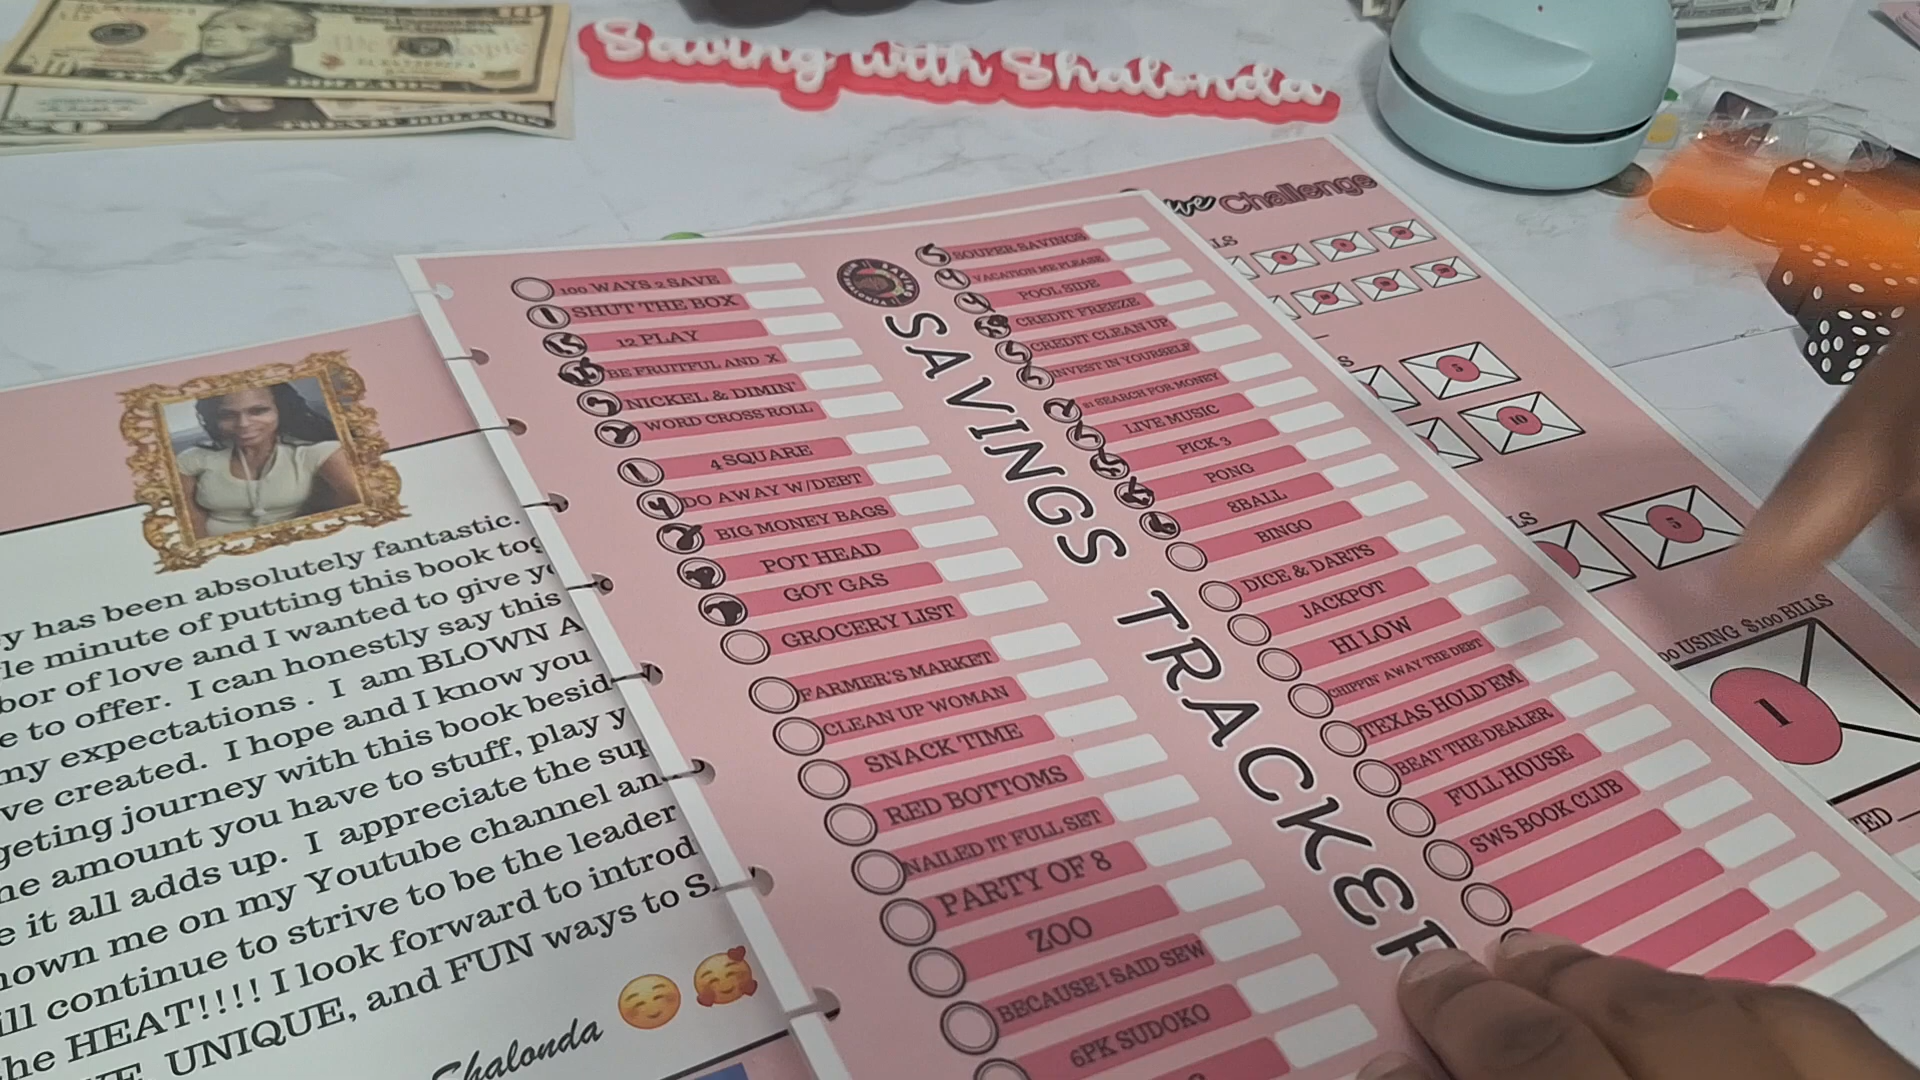 Saving with Shalonda
Challenge
100 WAYS 2 SAVE
SHUT THE BOX
12 PLAY
BE FRUITFUL AND X
NICKEL & DIMIN'
WORD CROSS ROLL
4 SQUARE
DO AWAY W/DEBT
BIG MONEY BAGS
POT HEAD
GOT GAS
GROCERY LIST
FARMER'S MARKET
CLEAN UP WOMAN
SNACK TIME
RED BOTTOMS
NAILED IT FULL SET
PARTY OF 8
ZOO
BECAUSE I SAID SEW
6PK SUDOKO
SAVINGS TRACKER
SOUPER SAVINGS
VACATION ME PLEASE
POOL SIDE
CREDIT FREEZE
CREDIT CLEAN UP
INVEST IN YOURSELF
$1 SEARCH FOR MONEY
LIVE MUSIC
PICK 3
PONG
8BALL
BINGO
DICE & DARTS
JACKPOT
HI LOW
CHIPPIN' AWAY THE DEBT
TEXAS HOLD'EM
BEAT THE DEALER
FULL HOUSE
SWS BOOK CLUB
5
10
5
USING $100 BILLS
1
y has been absolutely fantastic.
le minute of putting this book
bor of love and I wanted to give
e to offer. I can honestly say this
my expectations . I am BLOWN A
ve created. I hope and I know you
geting journey with this book besid
ne amount you have to stuff, play y
e it all adds up. I appreciate the
nown me on my Youtube channel an
ill continue to strive to be the leader
he HEAT!!!! I look forward to introd
UNIQUE, and FUN ways to
Shalonda